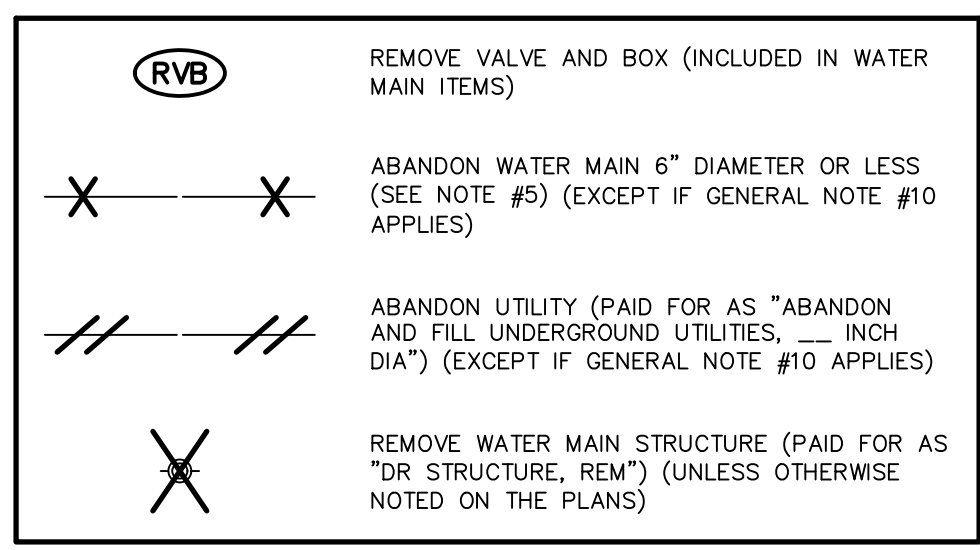 RVB
REMOVE VALVE AND BOX (INCLUDED IN WATER
MAIN ITEMS)
ABANDON WATER MAIN 6" DIAMETER OR LESS
(SEE NOTE #5) (EXCEPT IF GENERAL NOTE #10
APPLIES)
ABANDON UTILITY (PAID FOR AS "ABANDON
AND FILL UNDERGROUND UTILITIES, __ INCH
DIA") (EXCEPT IF GENERAL NOTE #10 APPLIES)
REMOVE WATER MAIN STRUCTURE (PAID FOR AS
"DR STRUCTURE, REM") (UNLESS OTHERWISE
NOTED ON THE PLANS)